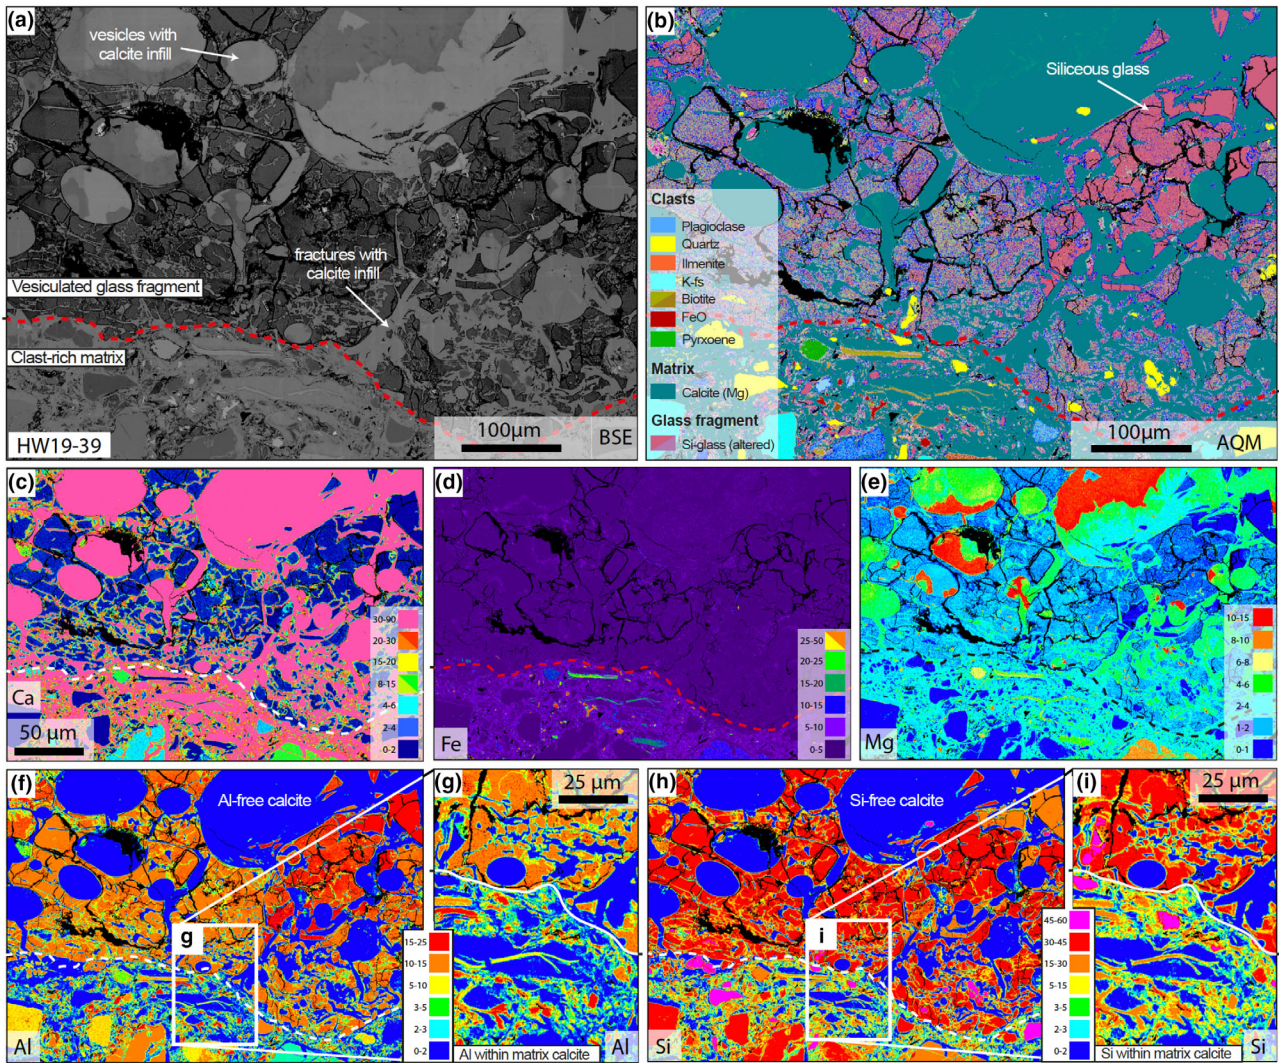 (a)
vesicles with
calcite infill
fractures with
calcite infill
Vesiculated glass fragment
Clast-rich matrix
HW19-39
100µm
BSE
(b)
Siliceous glass
Clasts
Plagioclase
Quartz
Ilmenite
K-fs
Biotite
FeO
Pyrxoene
Matrix
Calcite (Mg)
Glass fragment
Si-glass (altered)
100µm
AQM
(c)
30-90
20-30
15-20
8-15
4-6
2-4
0-2
Ca
50 µm
(d)
25-50
20-25
15-20
10-15
5-10
0-5
Fe
(e)
10-15
8-10
6-8
4-6
2-4
1-2
0-1
Mg
(f)
Al-free calcite
g
15-25
10-15
5-10
3-5
2-3
0-2
Al
(g)
25 µm
Al within matrix calcite
Al
(h)
Si-free calcite
i
45-60
30-45
15-30
5-15
3-5
2-3
0-2
Si
(i)
25 µm
Si within matrix calcite
Si